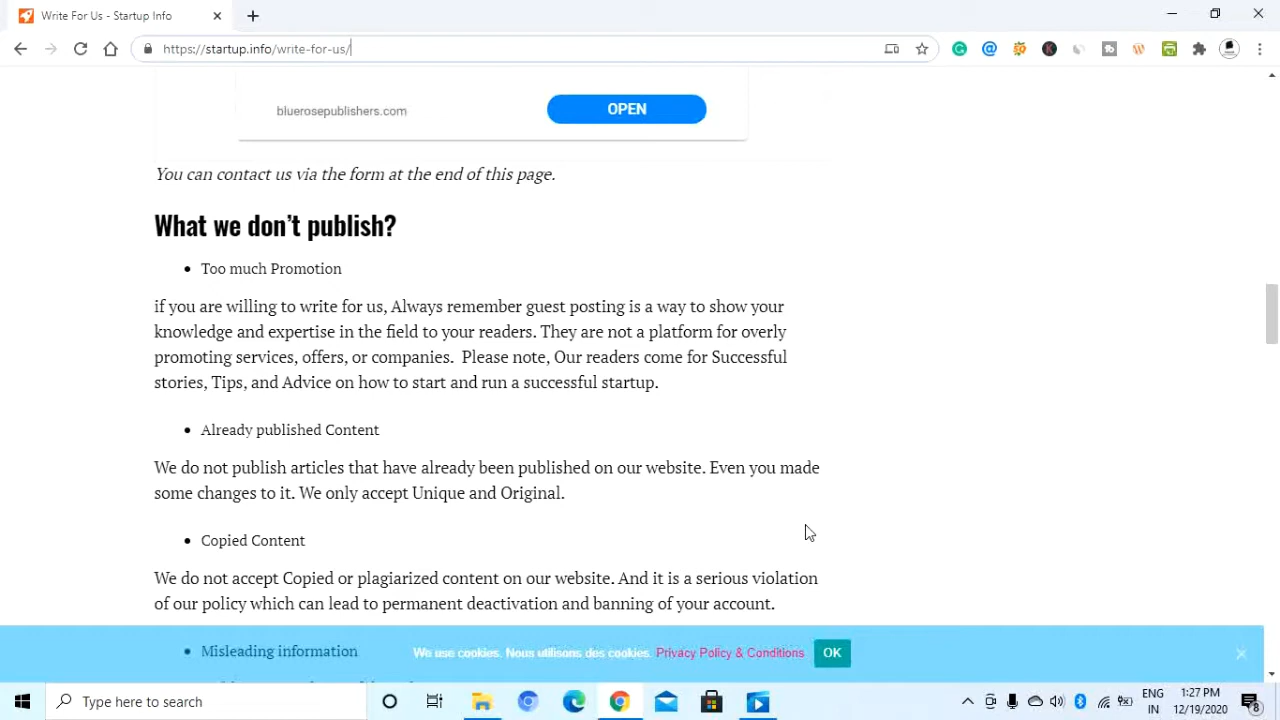 Write For Us - Startup Info
https://startup.info/write-for-us/
bluerosepublishers.com
OPEN
You can contact us via the form at the end of this page.
What we don't publish?
Too much Promotion
if you are willing to write for us, Always remember guest posting is a way to show your
knowledge and expertise in the field to your readers. They are not a platform for overly
promoting services, offers, or companies.  Please note, Our readers come for Successful
stories, Tips, and Advice on how to start and run a successful startup.
Already published Content
We do not publish articles that have already been published on our website. Even you made
some changes to it. We only accept Unique and Original.
Copied Content
We do not accept Copied or plagiarized content on our website. And it is a serious violation
of our policy which can lead to permanent deactivation and banning of your account.
Misleading information
We use cookies. Nous utilisons des cookies. Privacy Policy & Conditions OK
Type here to search
ENG
IN
1:27 PM
12/19/2020
8